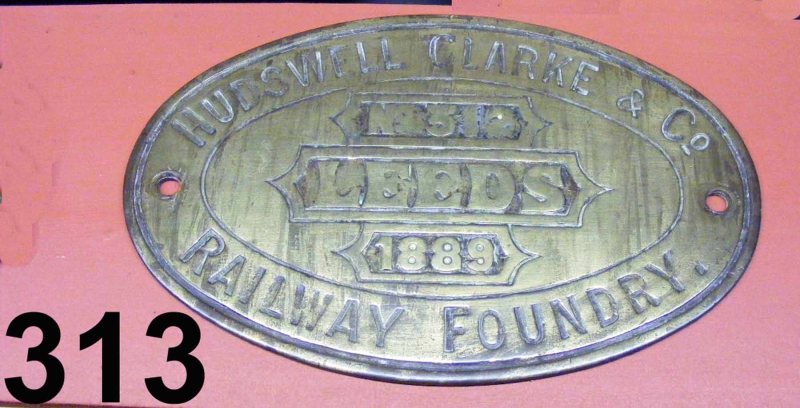 HUDSWELL CLARKE & Co
LEEDS
1889
RAILWAY FOUNDRY.
313